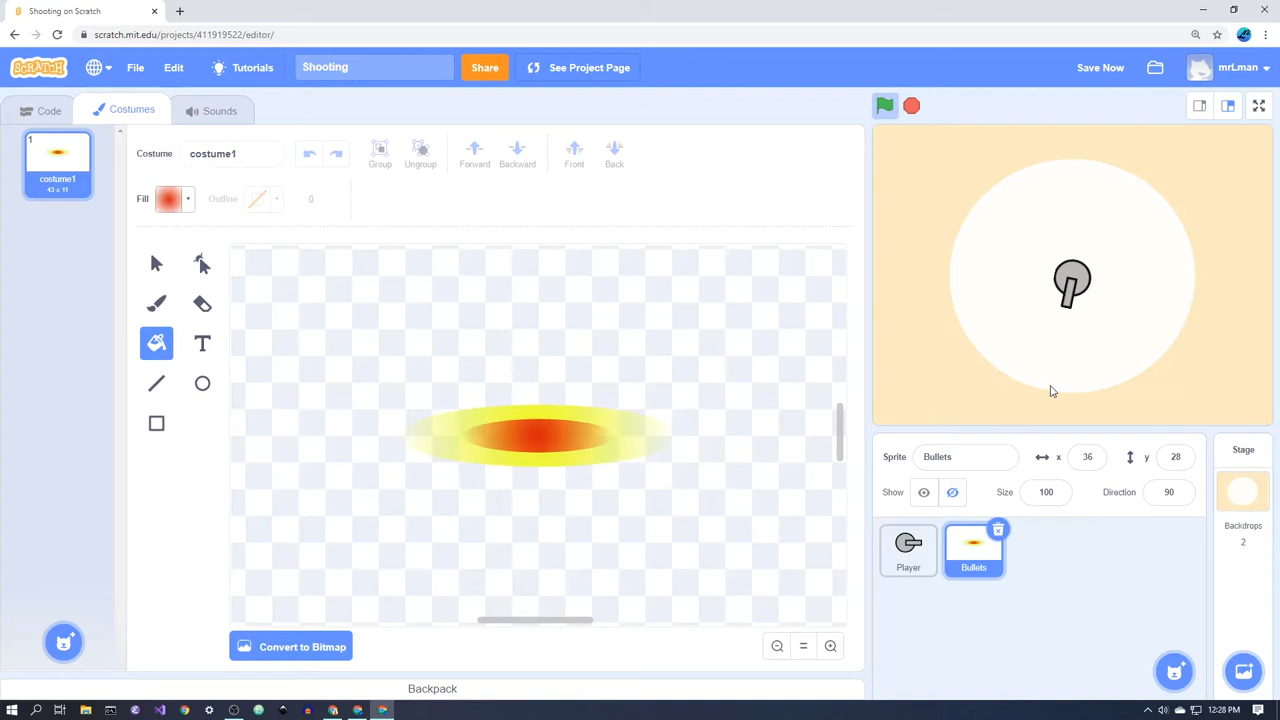 Shooting on Scratch
scratch.mit.edu/projects/411919522/editor/
SCRATCH
File
Edit
Tutorials
Shooting
Share
See Project Page
Save Now
mrLman
Code
Costumes
Sounds
1
costume1
43 x 11
Costume
costume1
Group
Ungroup
Forward
Backward
Front
Back
Fill
Outline
0
T
Convert to Bitmap
Backpack
Sprite
Bullets
x
36
y
28
Show
Size
100
Direction
90
Player
Bullets
Stage
Backdrops
2
12:28 PM